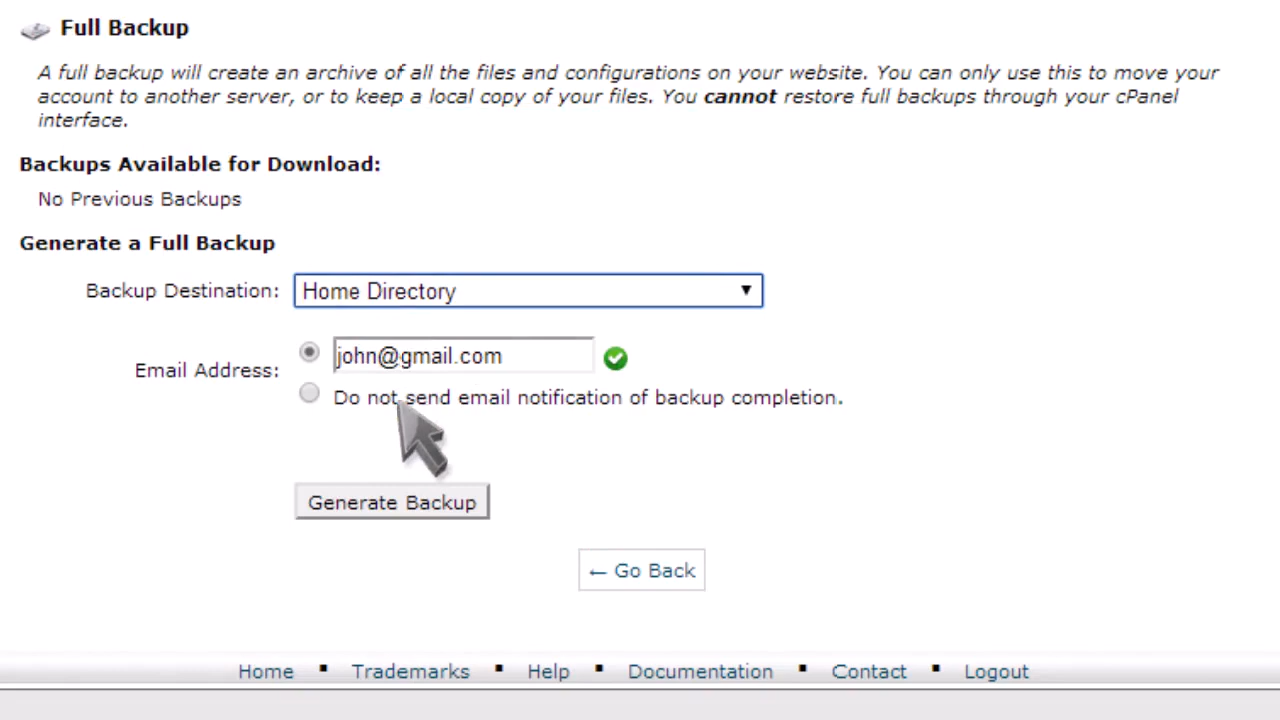 Full Backup
A full backup will create an archive of all the files and configurations on your website. You can only use this to move your
account to another server, or to keep a local copy of your files. You cannot restore full backups through your cPanel
interface.
Backups Available for Download:
No Previous Backups
Generate a Full Backup
Backup Destination: Home Directory
Email Address: john@gmail.com
Do not send email notification of backup completion.
Generate Backup
← Go Back
Home ▪ Trademarks ▪ Help ▪ Documentation ▪ Contact ▪ Logout